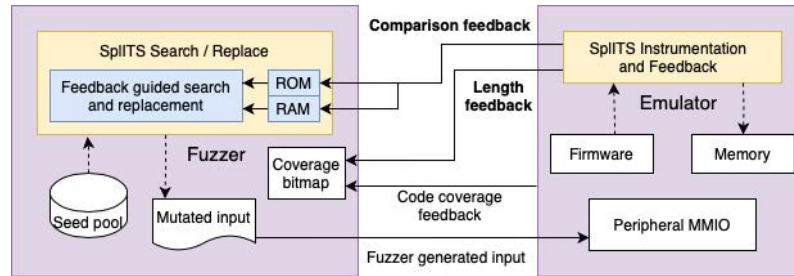 SplITS Search / Replace
Feedback guided search
and replacement
ROM
RAM
Fuzzer
Seed pool
Mutated input
Coverage
bitmap
Comparison feedback
Length
feedback
Code coverage
feedback
Fuzzer generated input
SplITS Instrumentation
and Feedback
Emulator
Firmware
Memory
Peripheral MMIO